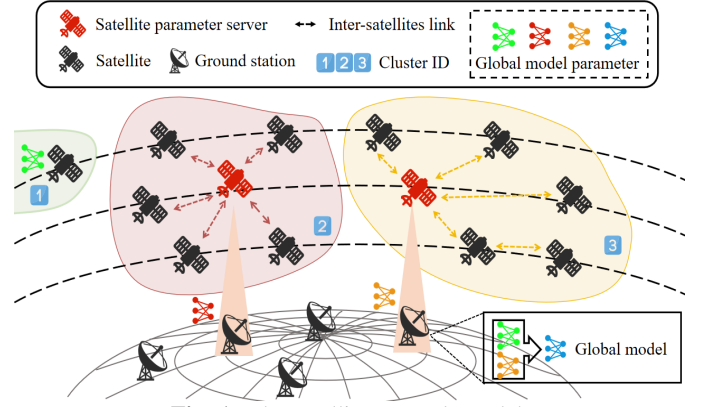 Satellite parameter server
Inter-satellites link
Satellite
Ground station
1 2 3
Cluster ID
Global model parameter
1
2
3
Global model